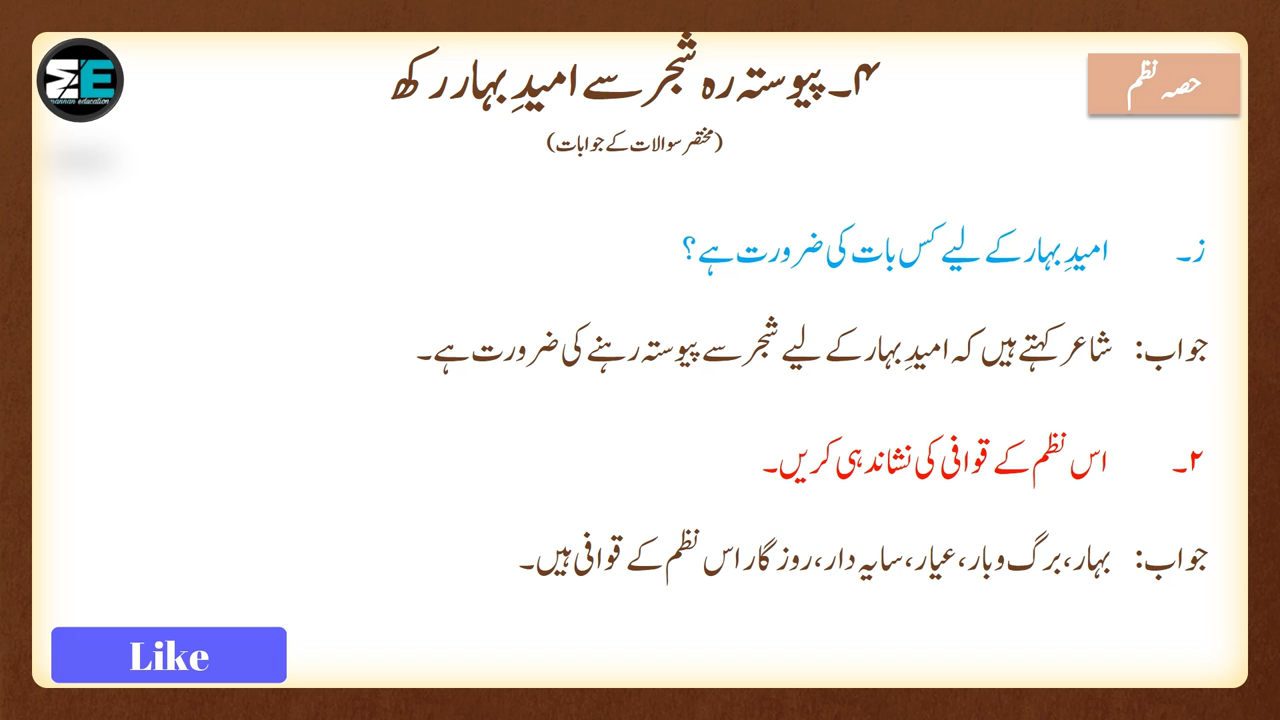 حصہ نظم
۴۔ پیوستہ رہ شجر سے امیدِ بہار رکھ
(مختصر سوالات کے جوابات)
ز۔ امیدِ بہار کے لیے کس بات کی ضرورت ہے؟
جواب: شاعر کہتے ہیں کہ امیدِ بہار کے لیے شجر سے پیوستہ رہنے کی ضرورت ہے۔
۲۔ اس نظم کے قوافی کی نشاندہی کریں۔
جواب: بہار، برگ و بار، عیار، سایہ دار، روزگار اس نظم کے قوافی ہیں۔
Like